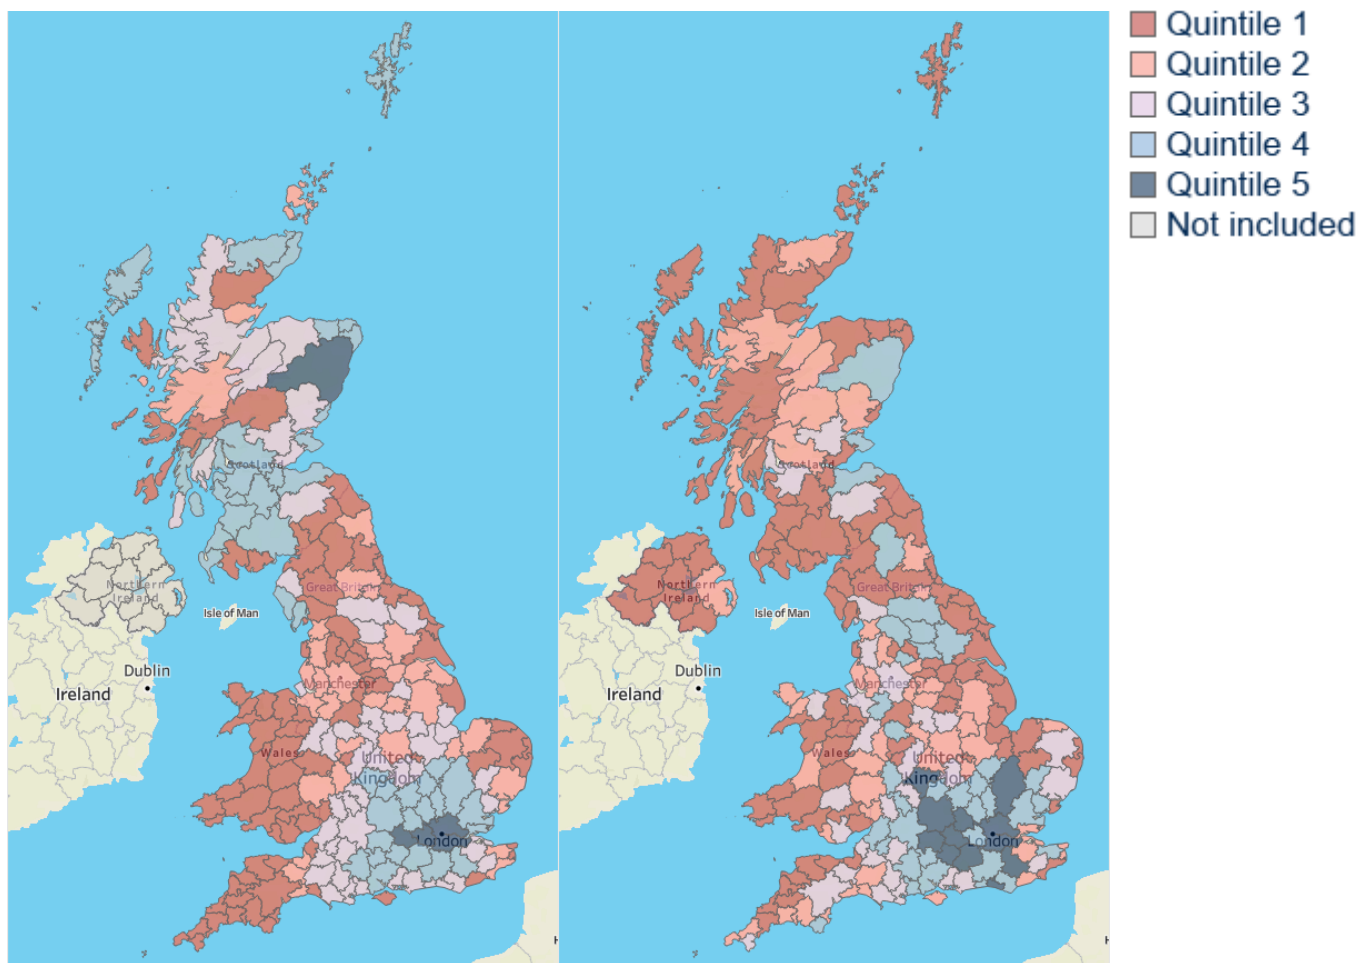 Quintile 1
Quintile 2
Quintile 3
Quintile 4
Quintile 5
Not included
Scotland
Northern
Ireland
Great Britain
Isle of Man
Dublin
Ireland
Manchester
Wales
United
Kingdom
London
H
Scotland
Northern
Ireland
Great Britain
Isle of Man
Dublin
Ireland
Manchester
Wales
United
Kingdom
London
H